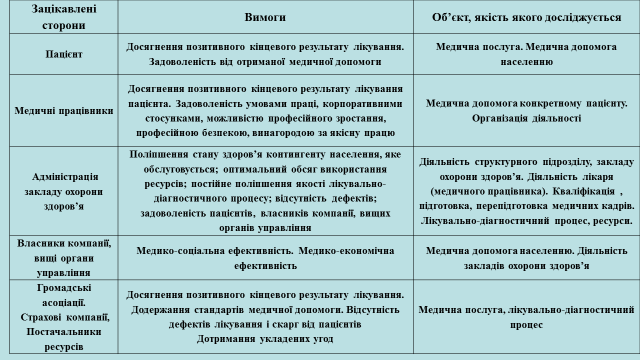 Зацікавлені
сторони
Вимоги
Об’єкт, якість якого досліджується
Пацієнт
Досягнення позитивного кінцевого результату лікування.
Задоволеність від отриманої медичної допомоги
Медична послуга. Медична допомога
населенню
Медичні працівники
Досягнення позитивного кінцевого результату лікування
пацієнта. Задоволеність умовами праці, корпоративними
стосунками, можливістю професійного зростання,
професійною безпекою, винагородою за якісну працю
Медична допомога конкретному пацієнту.
Організація діяльності
Адміністрація
закладу охорони
здоров’я
Поліпшення стану здоров’я контингенту населення, яке
обслуговується; оптимальний обсяг використання
ресурсів; постійне поліпшення якості лікувально-
діагностичного процесу; відсутність дефектів;
задоволеність пацієнтів, власників компанії, вищих
органів управління
Діяльність структурного підрозділу, закладу
охорони здоров’я. Діяльність лікаря
(медичного працівника). Кваліфікація ,
підготовка, перепідготовка медичних кадрів.
Лікувально-діагностичний процес, ресурси.
Власники компанії,
вищі органи
управління
Медико-соціальна ефективність. Медико-економічна
ефективність
Медична допомога населенню. Діяльність
закладів охорони здоров’я
Громадські
асоціації.
Страхові компанії,
Постачальники
ресурсів
Досягнення позитивного кінцевого результату лікування.
Додержання стандартів медичної допомоги. Відсутність
дефектів лікування і скарг від пацієнтів
Дотримання укладених угод
Медична послуга, лікувально-діагностичний
процес